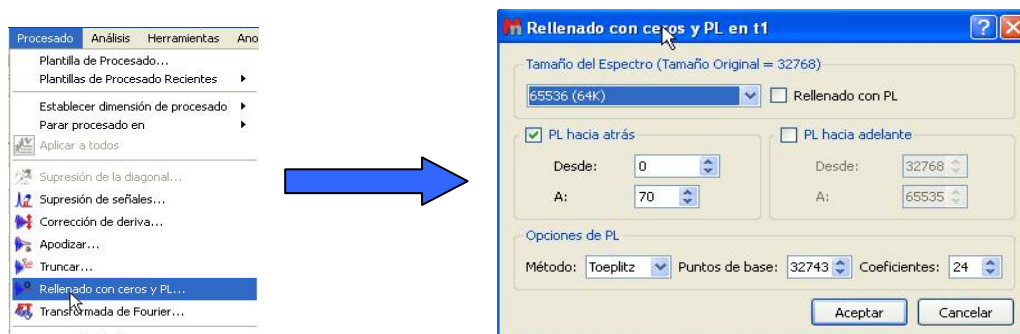 Procesado Análisis Herramientas Ano
Plantilla de Procesado...
Plantillas de Procesado Recientes
Establecer dimensión de procesado
Parar procesado en
Aplicar a todos
Supresión de la diagonal...
Supresión de señales...
Corrección de deriva...
Apodizar...
Truncar...
Rellenado con ceros y PL...
Transformada de Fourier...
Rellenado con ceros y PL en t1
Tamaño del Espectro (Tamaño Original = 32768)
65536 (64K) Rellenado con PL
PL hacia atrás
Desde: 0
A: 70
PL hacia adelante
Desde: 32768
A: 65535
Opciones de PL
Método: Toeplitz Puntos de base: 32743 Coeficientes: 24
Aceptar Cancelar